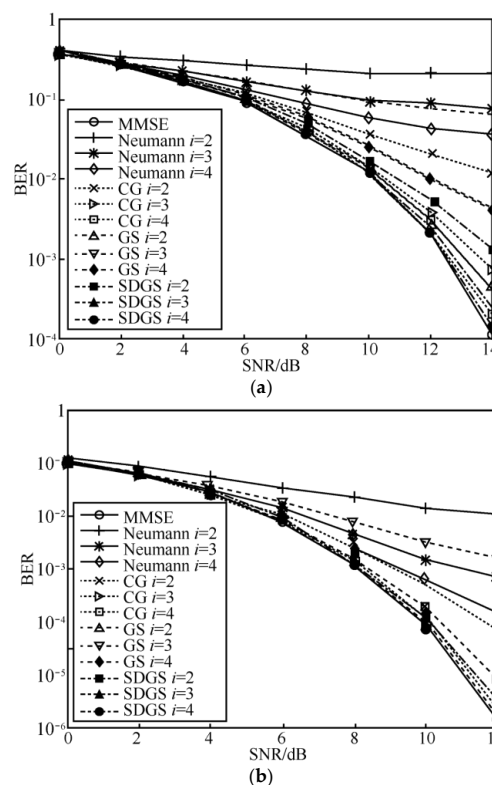 (a)
BER
1
10⁻¹
10⁻²
10⁻³
10⁻⁴
MMSE
Neumann i=2
Neumann i=3
Neumann i=4
CG i=2
CG i=3
CG i=4
GS i=2
GS i=3
GS i=4
SDGS i=2
SDGS i=3
SDGS i=4
0 2 4 6 8 10 12 14
SNR/dB
(b)
BER
1
10⁻²
10⁻³
10⁻⁴
10⁻⁵
10⁻⁶
MMSE
Neumann i=2
Neumann i=3
Neumann i=4
CG i=2
CG i=3
CG i=4
GS i=2
GS i=3
GS i=4
SDGS i=2
SDGS i=3
SDGS i=4
0 2 4 6 8 10
SNR/dB